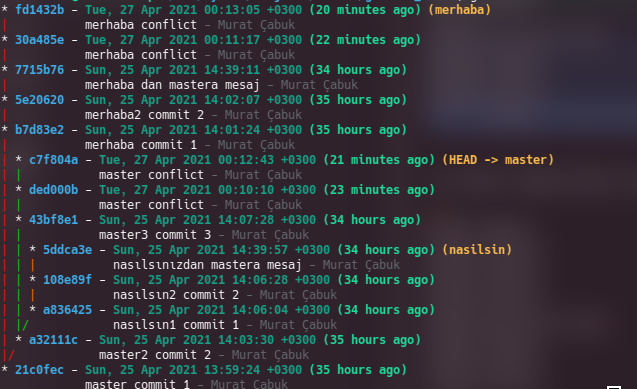 * fd1432b - Tue, 27 Apr 2021 00:13:05 +0300 (20 minutes ago) (merhaba)
| merhaba conflict - Murat Çabuk
* 30a485e - Tue, 27 Apr 2021 00:11:17 +0300 (22 minutes ago)
| merhaba conflict - Murat Çabuk
* 7715b76 - Sun, 25 Apr 2021 14:39:11 +0300 (34 hours ago)
| merhaba dan mastera mesaj - Murat Çabuk
* 5e20620 - Sun, 25 Apr 2021 14:02:07 +0300 (35 hours ago)
| merhaba2 commit 2 - Murat Çabuk
* b7d83e2 - Sun, 25 Apr 2021 14:01:24 +0300 (35 hours ago)
| merhaba commit 1 - Murat Çabuk
| * c7f804a - Tue, 27 Apr 2021 00:12:43 +0300 (21 minutes ago) (HEAD -> master)
| | master conflict - Murat Çabuk
| * ded000b - Tue, 27 Apr 2021 00:10:10 +0300 (23 minutes ago)
| | master conflict - Murat Çabuk
| * 43bf8e1 - Sun, 25 Apr 2021 14:07:28 +0300 (34 hours ago)
| | master3 commit 3 - Murat Çabuk
| | * 5ddca3e - Sun, 25 Apr 2021 14:39:57 +0300 (34 hours ago) (nasilsin)
| | | nasılsınızdan mastera mesaj - Murat Çabuk
| | * 108e89f - Sun, 25 Apr 2021 14:06:28 +0300 (34 hours ago)
| | | nasılsın2 commit 2 - Murat Çabuk
| | * a836425 - Sun, 25 Apr 2021 14:06:04 +0300 (34 hours ago)
| |/ nasılsın1 commit 1 - Murat Çabuk
| * a32111c - Sun, 25 Apr 2021 14:03:30 +0300 (35 hours ago)
|/ master2 commit 2 - Murat Çabuk
* 21c0fec - Sun, 25 Apr 2021 13:59:24 +0300 (35 hours ago)
master commit 1 - Murat Çabuk